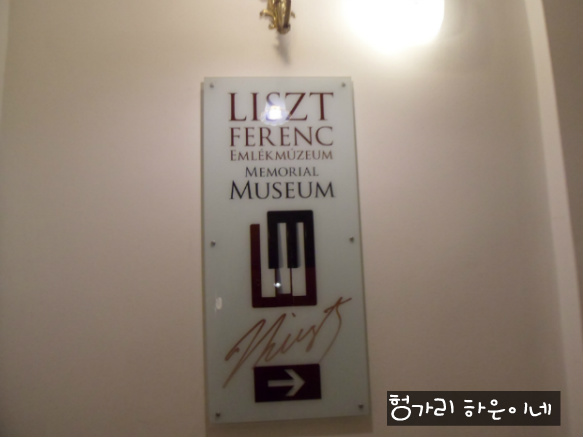 LISZT
FERENC
EMLÉKMÚZEUM
MEMORIAL
MUSEUM
Liszt
헝가리 하은이네